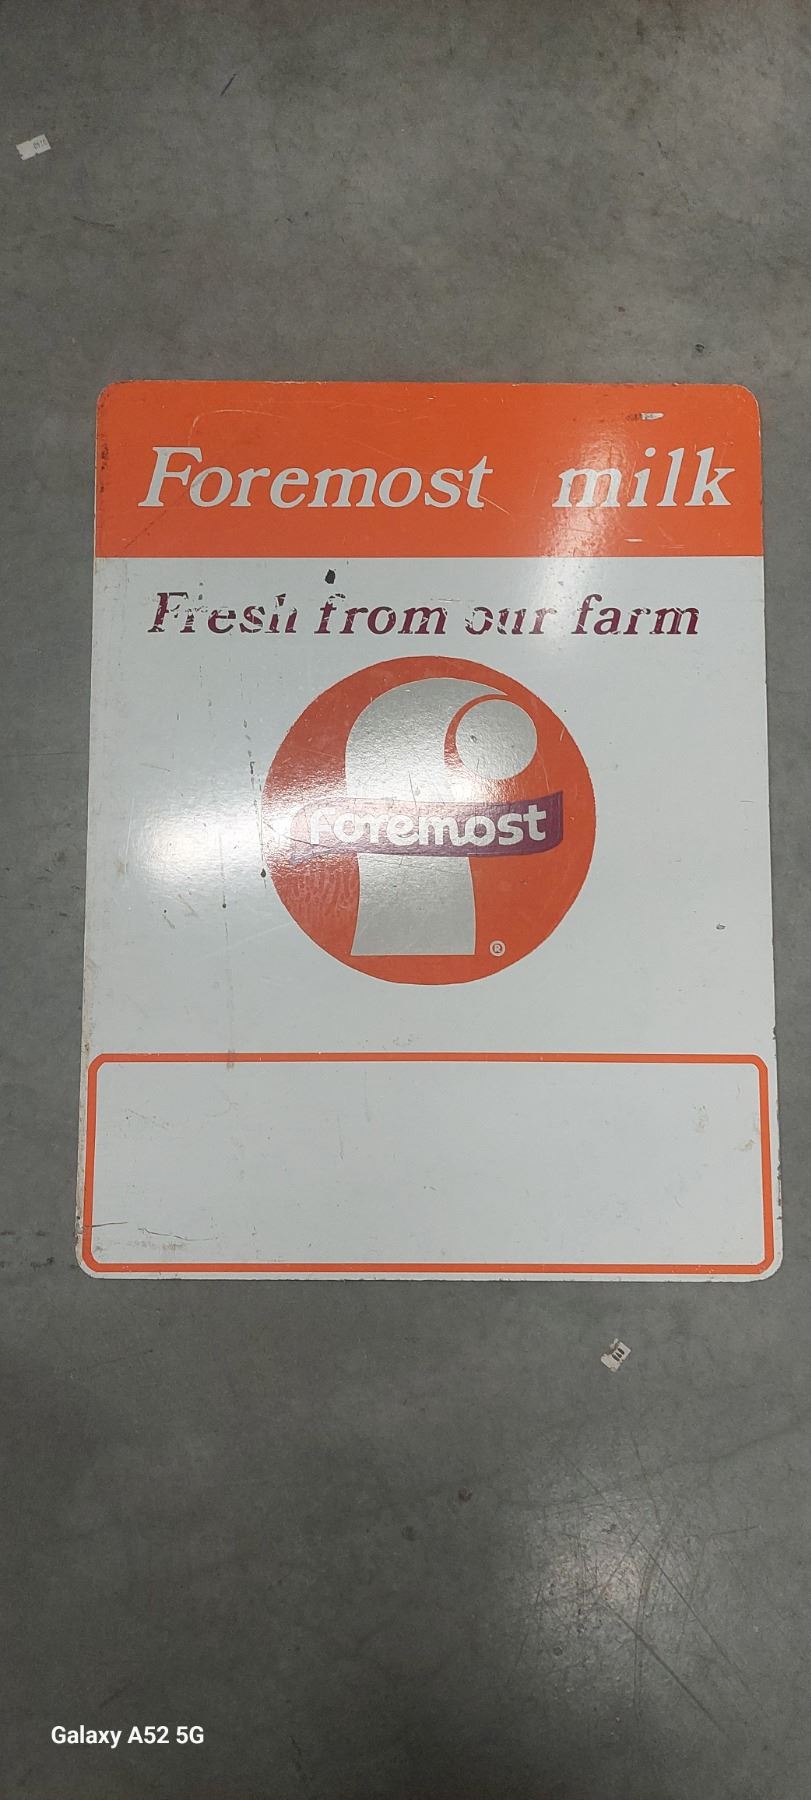 Foremost milk
Fresh from our farm
foremost
®
Galaxy A52 5G